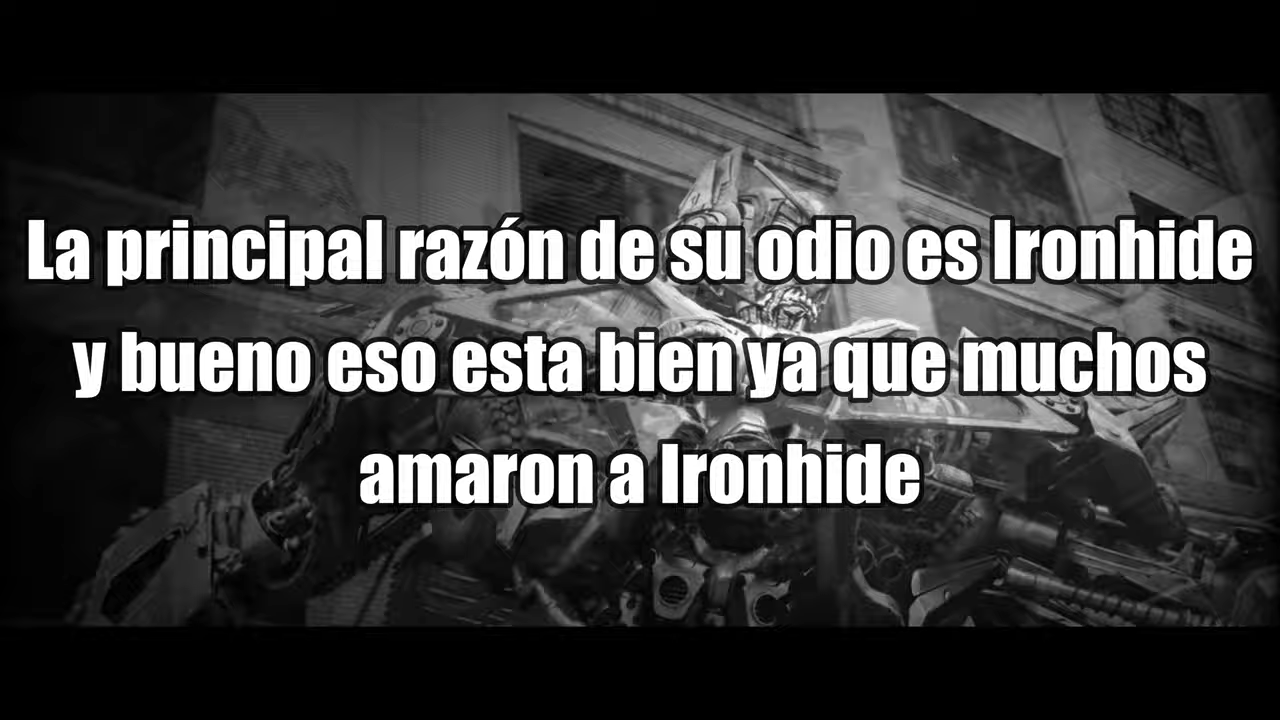 La principal razón de su odio es Ironhide
y bueno eso esta bien ya que muchos
amaron a Ironhide